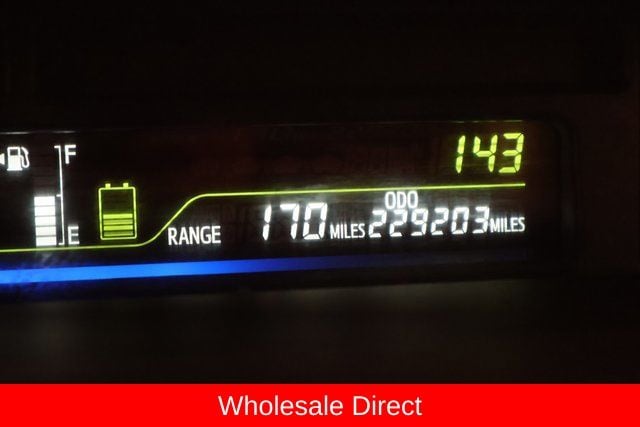 143
F
E
ODO
RANGE 170 MILES 229203 MILES
Wholesale Direct